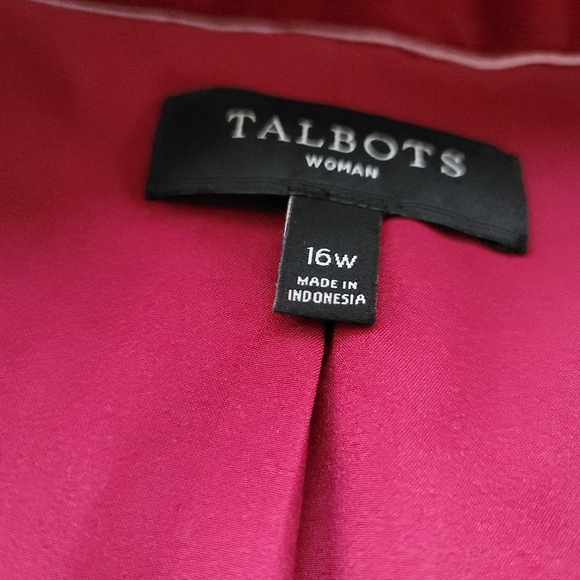 TALBOTS
WOMAN
16W
MADE IN
INDONESIA